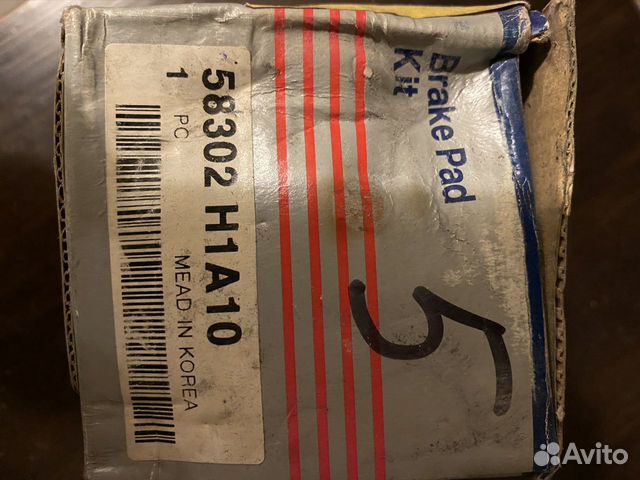 Brake Pad
Kit
58302 H1A10
1 PC MEAD IN KOREA
5
Avito